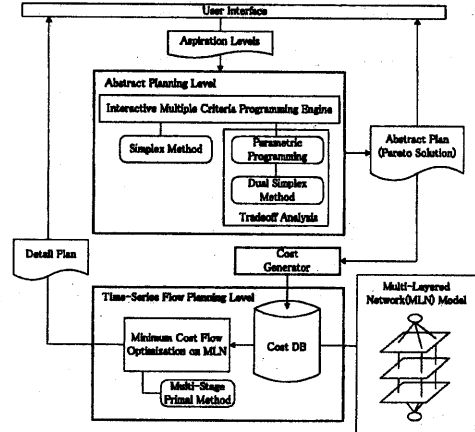 User Interface
Aspiration Levels
Abstract Planning Level
Interactive Multiple Criteria Programming Engine
Simplex Method
Parametric
Programming
Dual Simplex
Method
Tradeoff Analysis
Abstract Plan
(Pareto Solution)
Detail Plan
Cost
Generator
Time-Series Flow Planning Level
Minimum Cost Flow
Optimization on MLN
Cost DB
Multi-Stage
Primal Method
Multi-Layered
Network(MLN) Model